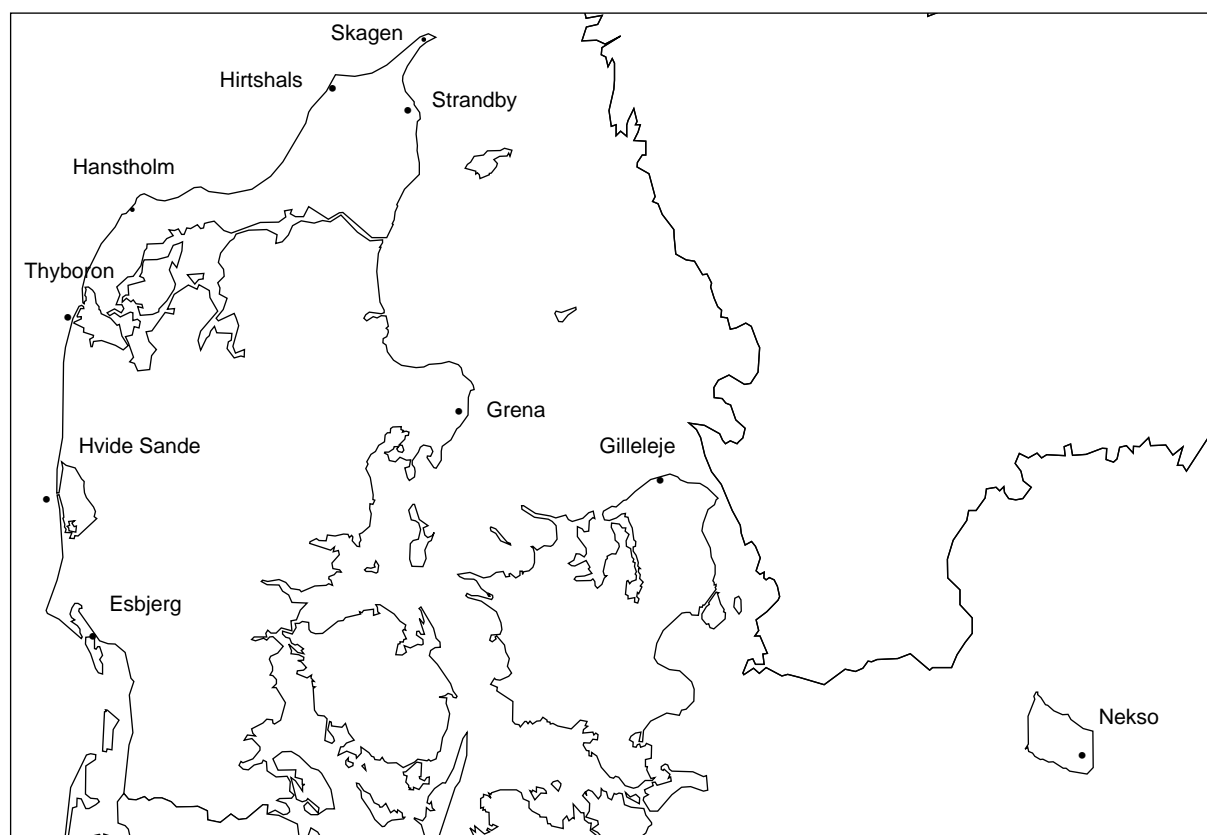 Skagen
Hirtshals
Strandby
Hanstholm
Thyboron
Grena
Hvide Sande
Gilleleje
Esbjerg
Nekso